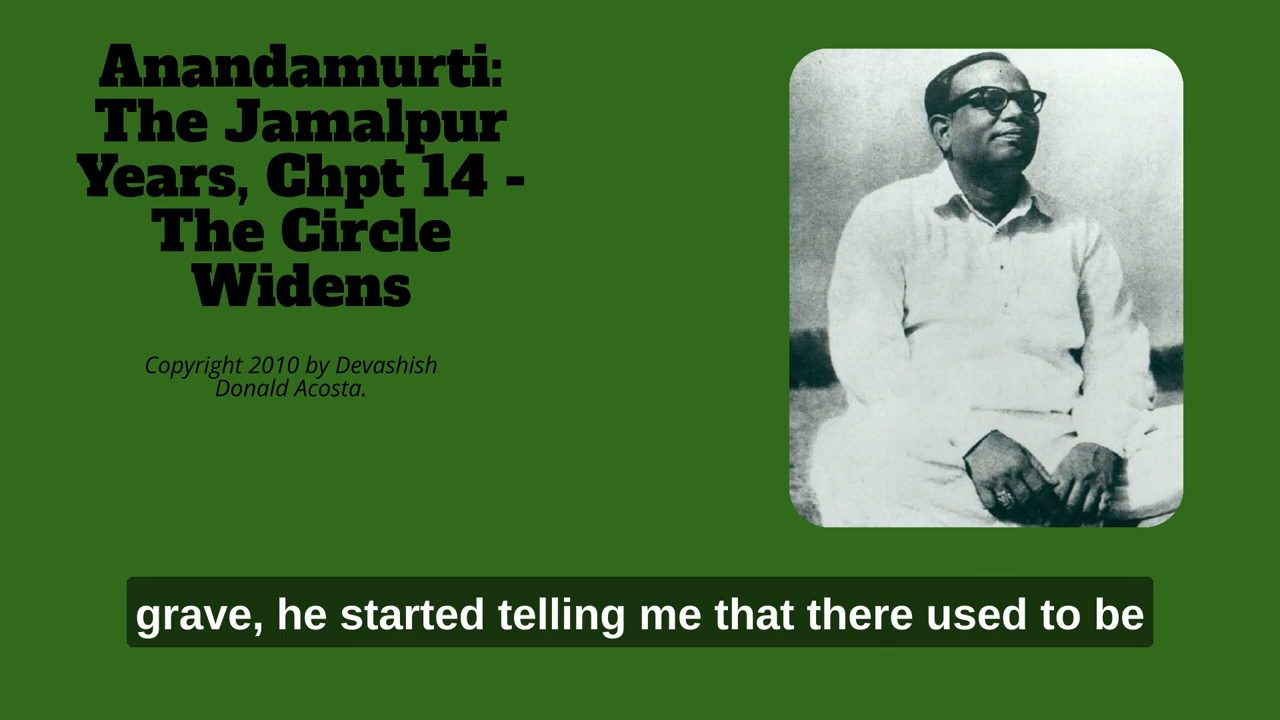 Anandamurti:
The Jamalpur
Years, Chpt 14 -
The Circle
Widens
Copyright 2010 by Devashish
Donald Acosta.
grave, he started telling me that there used to be